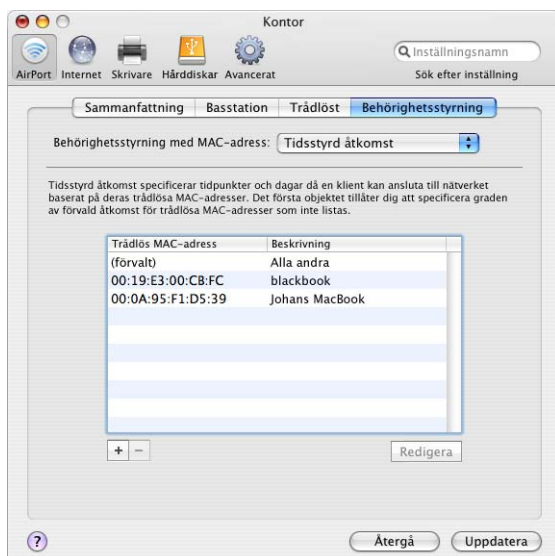 Kontor
AirPort Internet Skrivare Hårddiskar Avancerat
Inställningsnamn
Sök efter inställning
Sammanfattning Basstation Trådlöst Behörighetsstyrning
Behörighetsstyrning med MAC-adress: Tidsstyrd åtkomst
Tidsstyrd åtkomst specificerar tidpunkter och dagar då en klient kan ansluta till nätverket
baserat på deras trådlösa MAC-adresser. Det första objektet tillåter dig att specificera graden
av förvald åtkomst för trådlösa MAC-adresser som inte listas.
Trådlös MAC-adress Beskrivning
(förvalt) Alla andra
00:19:E3:00:CB:FC blackbook
00:0A:95:F1:D5:39 Johans MacBook
+ −
Redigera
?
Återgå Uppdatera